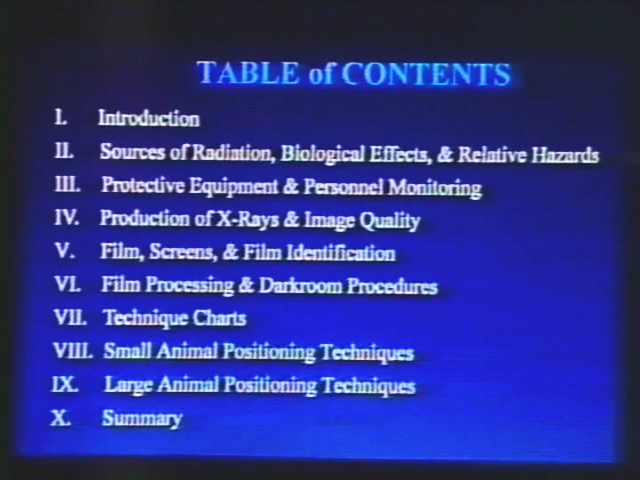 TABLE of CONTENTS
I. Introduction
II. Sources of Radiation, Biological Effects, & Relative Hazards
III. Protective Equipment & Personnel Monitoring
IV. Production of X-Rays & Image Quality
V. Film, Screens, & Film Identification
VI. Film Processing & Darkroom Procedures
VII. Technique Charts
VIII. Small Animal Positioning Techniques
IX. Large Animal Positioning Techniques
X. Summary